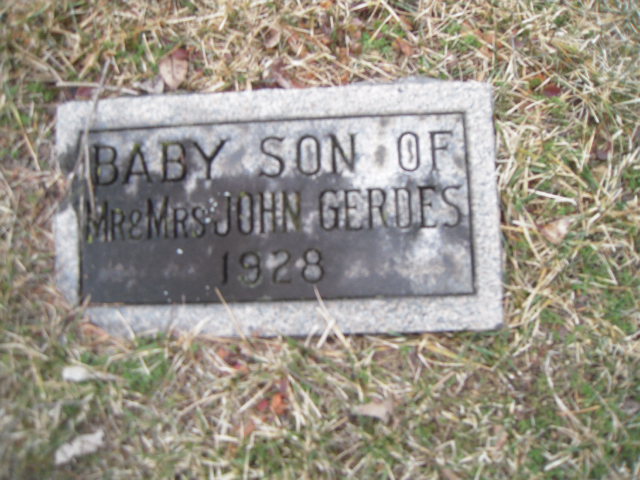 BABY SON OF
MR & MRS JOHN GERDES
1928